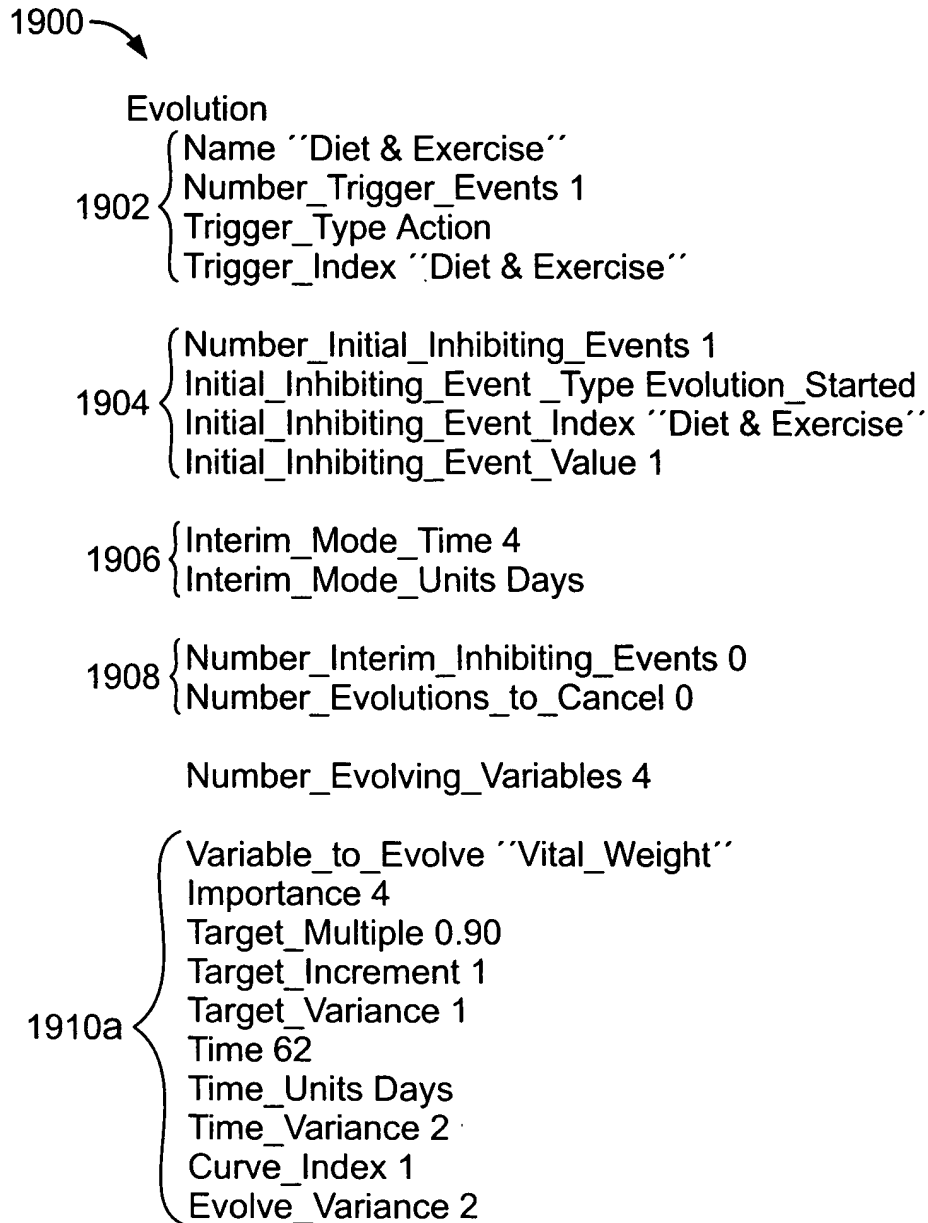 1900
Evolution
Name ´´Diet & Exercise´´
Number_Trigger_Events 1
1902
Trigger_Type Action
Trigger_Index ´´Diet & Exercise´´
Number_Initial_Inhibiting_Events 1
1904
Initial_Inhibiting_Event _Type Evolution_Started
Initial_Inhibiting_Event_Index ´´Diet & Exercise´´
Initial_Inhibiting_Event_Value 1
1906
Interim_Mode_Time 4
Interim_Mode_Units Days
1908
Number_Interim_Inhibiting_Events 0
Number_Evolutions_to_Cancel 0
Number_Evolving_Variables 4
Variable_to_Evolve ´´Vital_Weight´´
Importance 4
Target_Multiple 0.90
Target_Increment 1
1910a
Target_Variance 1
Time 62
Time_Units Days
Time_Variance 2
Curve_Index 1
Evolve_Variance 2